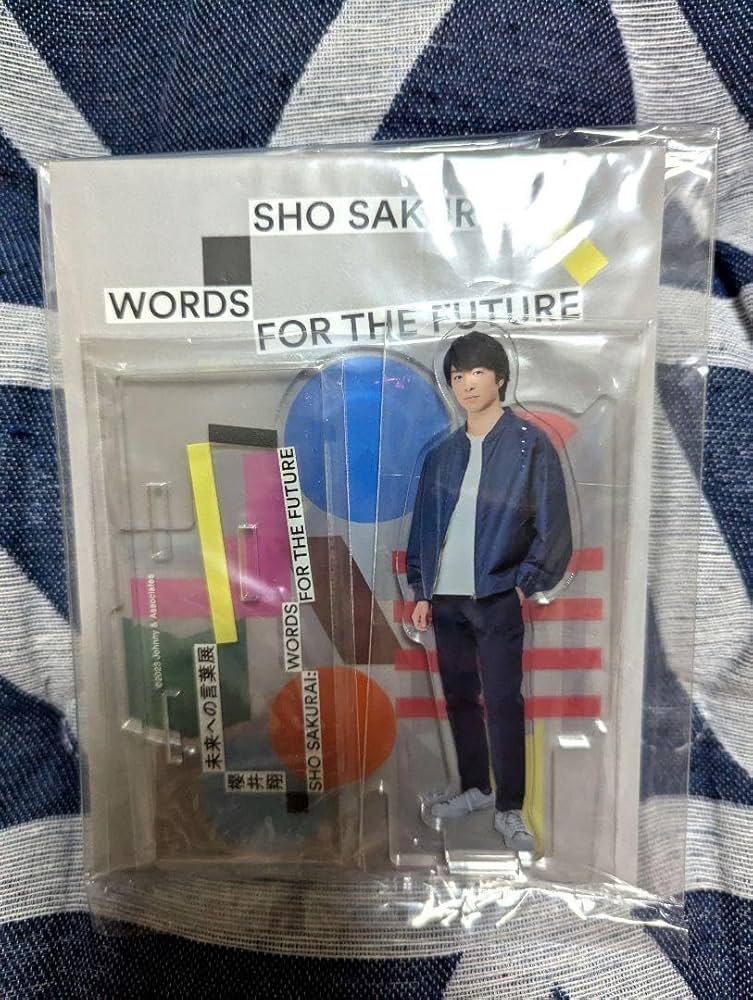 SHO SAKUR
WORDS
FOR THE FUTURE
©2023 Johnny & Associates
未来への言葉展
櫻井翔
SHO SAKURAI:
WORDS
FOR THE FUTURE